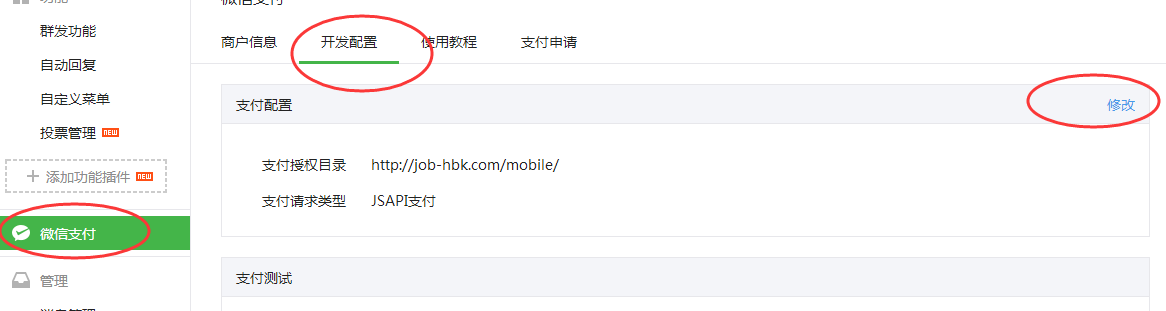 功能
群发功能
自动回复
自定义菜单
投票管理 NEW
添加功能插件 NEW
微信支付
管理
微信支付
商户信息 开发配置 使用教程 支付申请
支付配置 修改
支付授权目录 http://job-hbk.com/mobile/
支付请求类型 JSAPI支付
支付测试